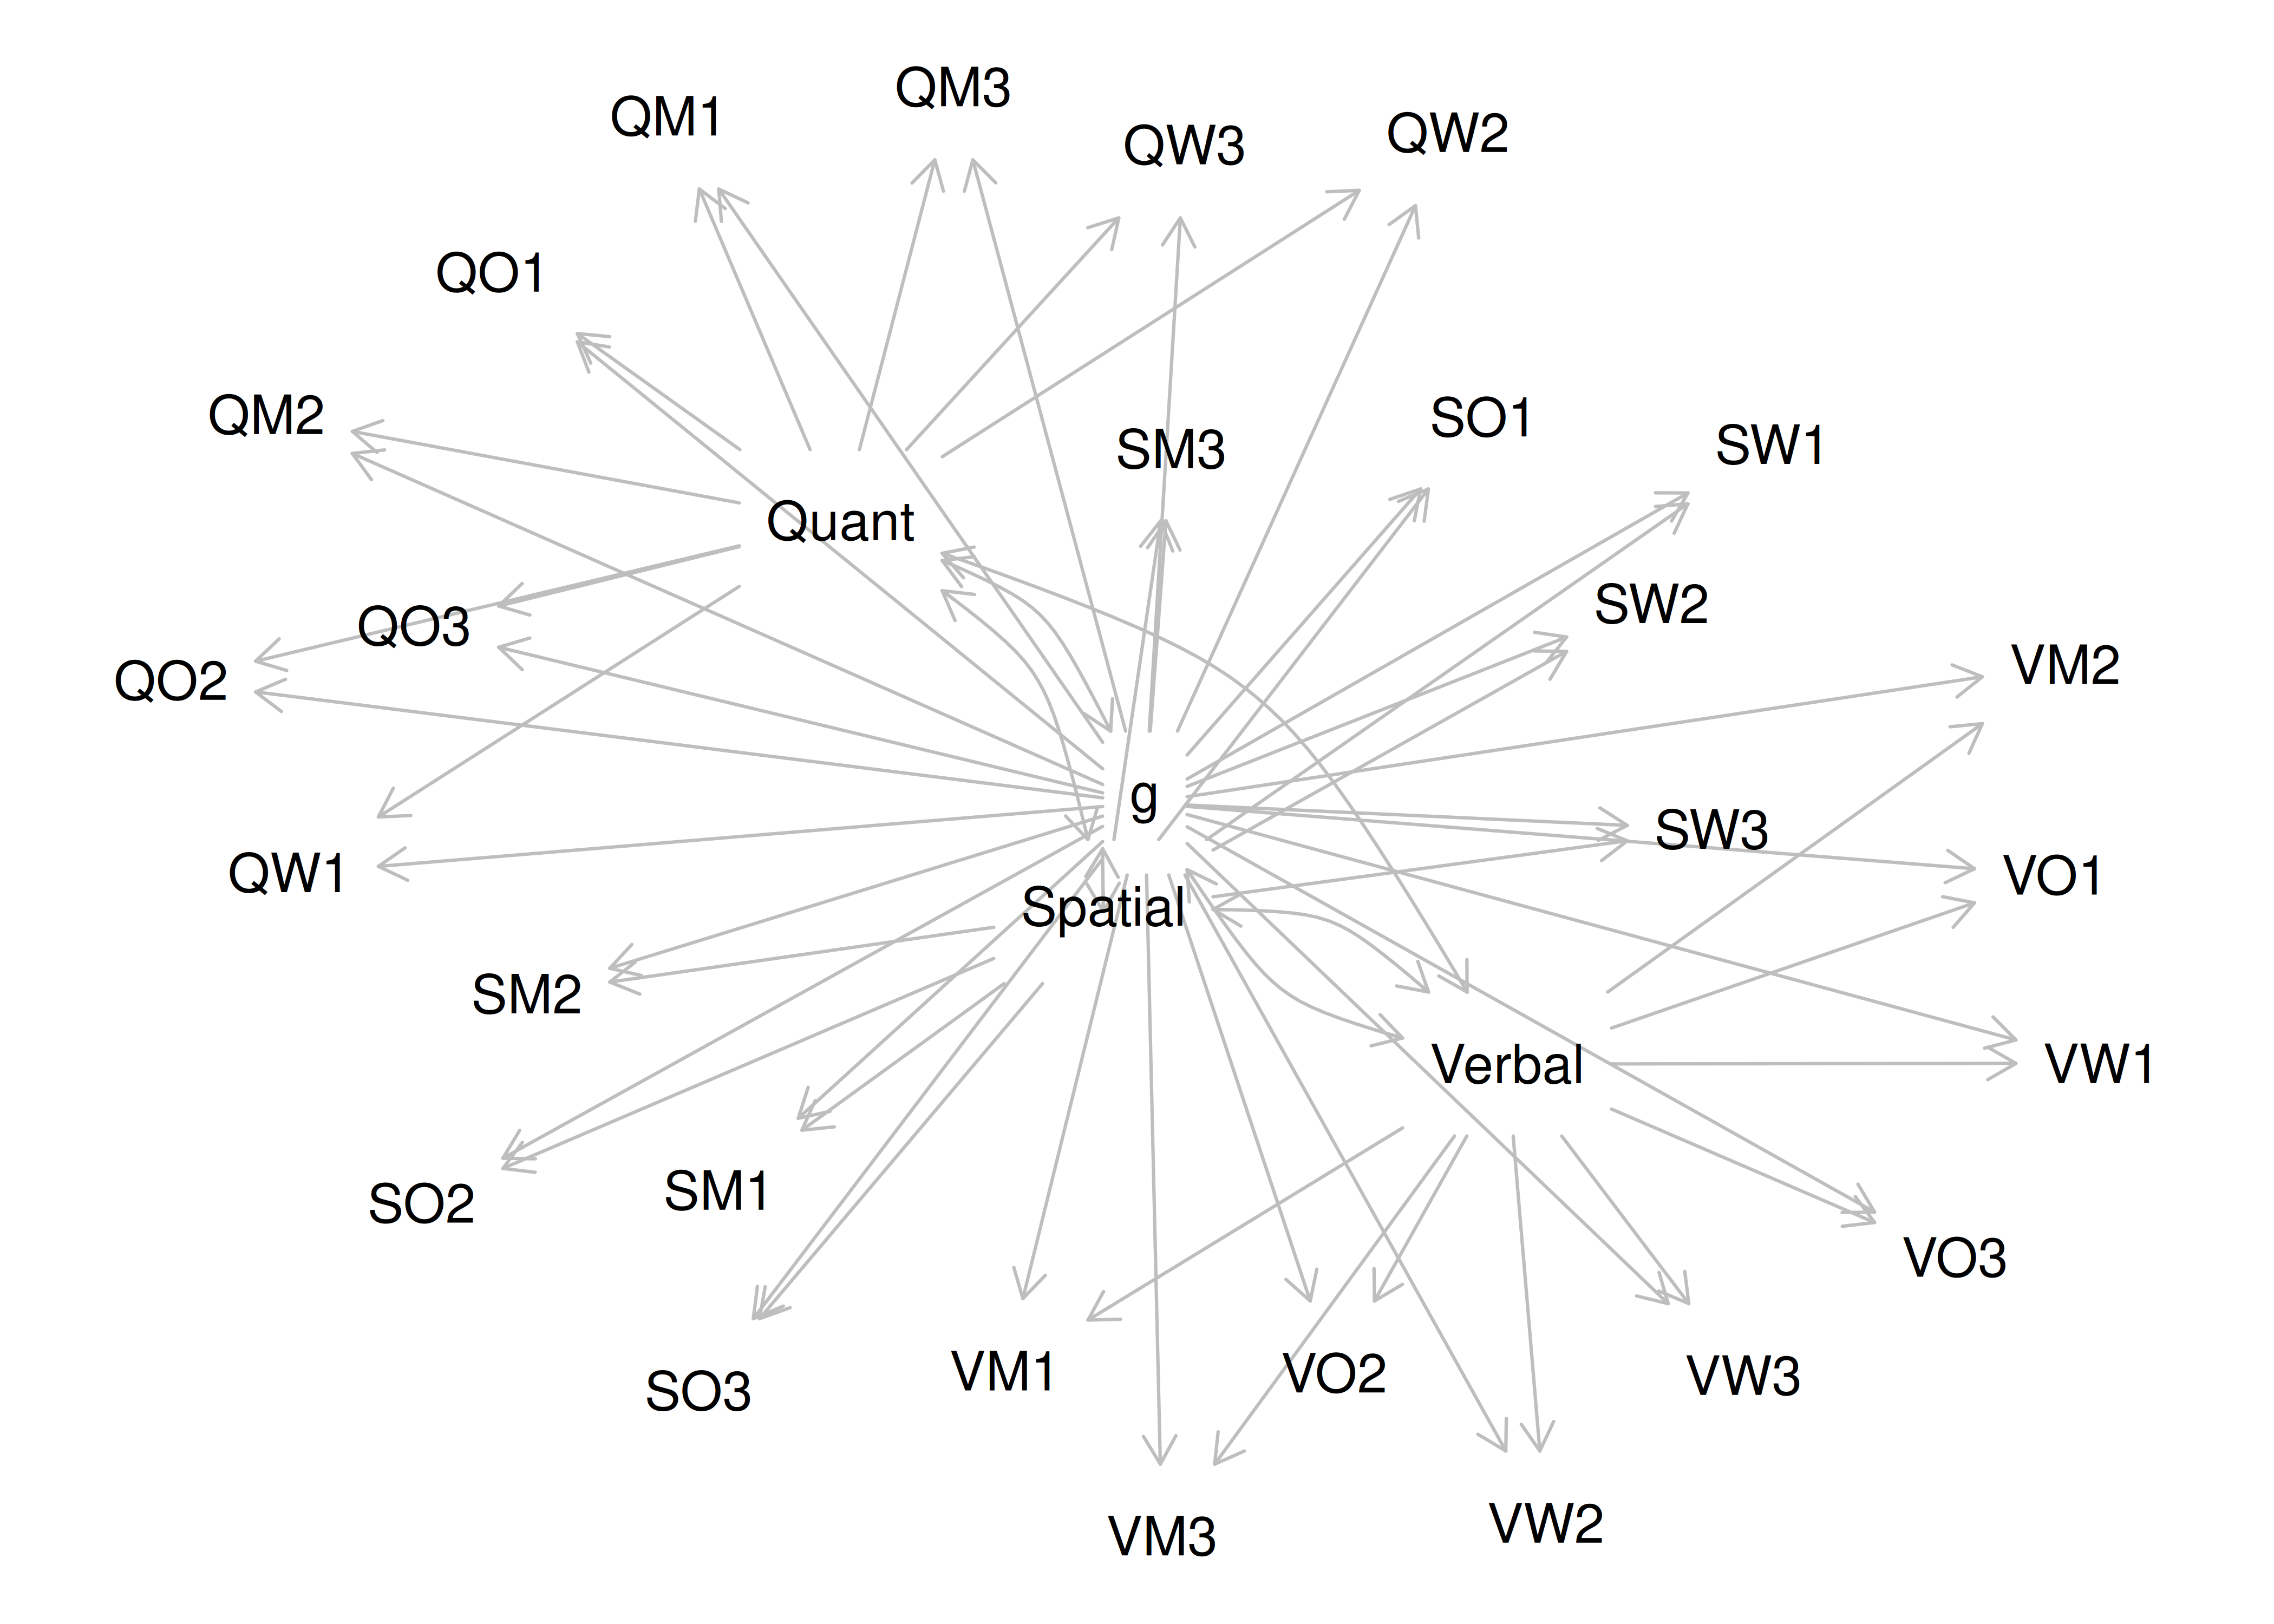 QM3
QM1
QW2
QW3
QO1
QM2
SO1
SW1
SM3
Quant
SW2
QO3
VM2
QO2
g
SW3
QW1
VO1
Spatial
SM2
Verbal
VW1
SM1
SO2
VO3
VM1
VO2
VW3
SO3
VW2
VM3